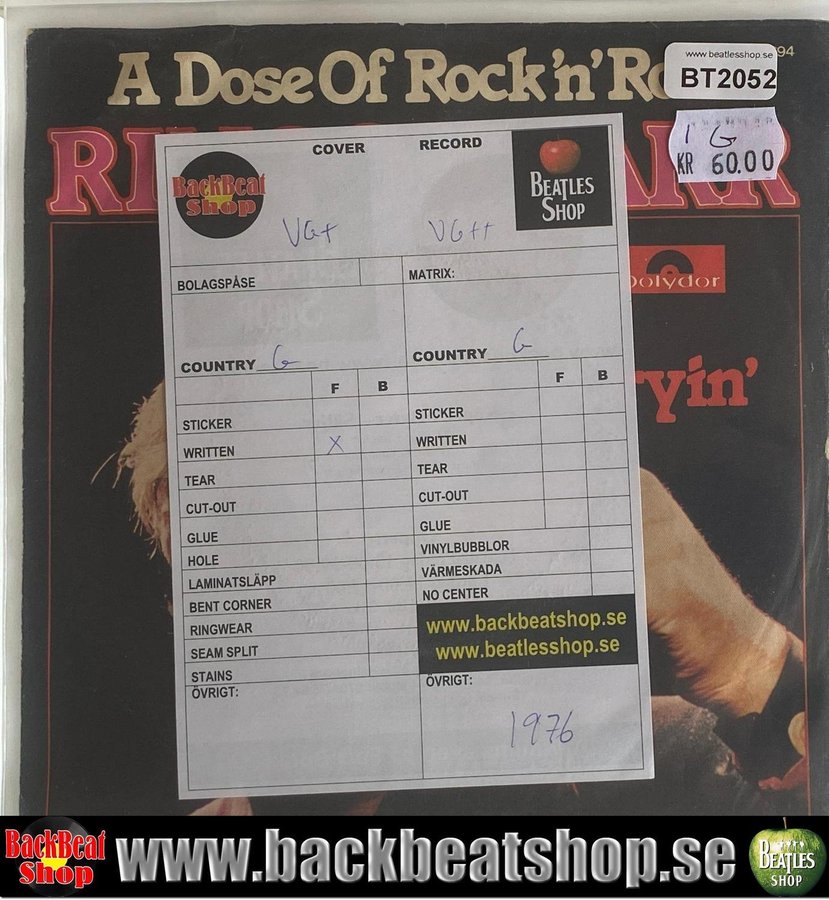 A Dose Of Rock'n'Ro
94
www.beatlesshop.se
BT2052
1 G
KR 60.00
COVER
RECORD
BackBeat
Shop
BEATLES
SHOP
VG+
VG++
BOLAGSPÅSE
MATRIX:
polydor
COUNTRY G
COUNTRY G
F B
F B
ryin'
STICKER
STICKER
WRITTEN X
WRITTEN
TEAR
TEAR
CUT-OUT
CUT-OUT
GLUE
GLUE
HOLE
VINYLBUBBLOR
LAMINATSLÄPP
VÄRMESKADA
BENT CORNER
NO CENTER
RINGWEAR
www.backbeatshop.se
SEAM SPLIT
www.beatlesshop.se
STAINS
ÖVRIGT:
ÖVRIGT:
1976
BackBeat
Shop
www.backbeatshop.se
BEATLES
SHOP